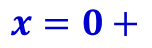 x = 0 +